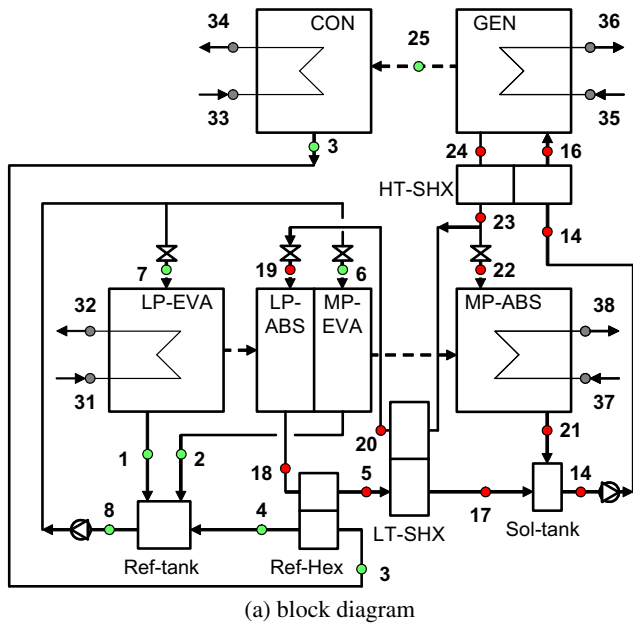 34
CON
25
GEN
36
33
35
3
24
16
HT-SHX
23
14
7
19
6
22
32
LP-EVA
LP-
ABS
MP-
EVA
MP-ABS
38
31
37
20
21
1
2
18
5
17
14
8
4
LT-SHX
Sol-tank
Ref-tank
Ref-Hex
3
(a) block diagram